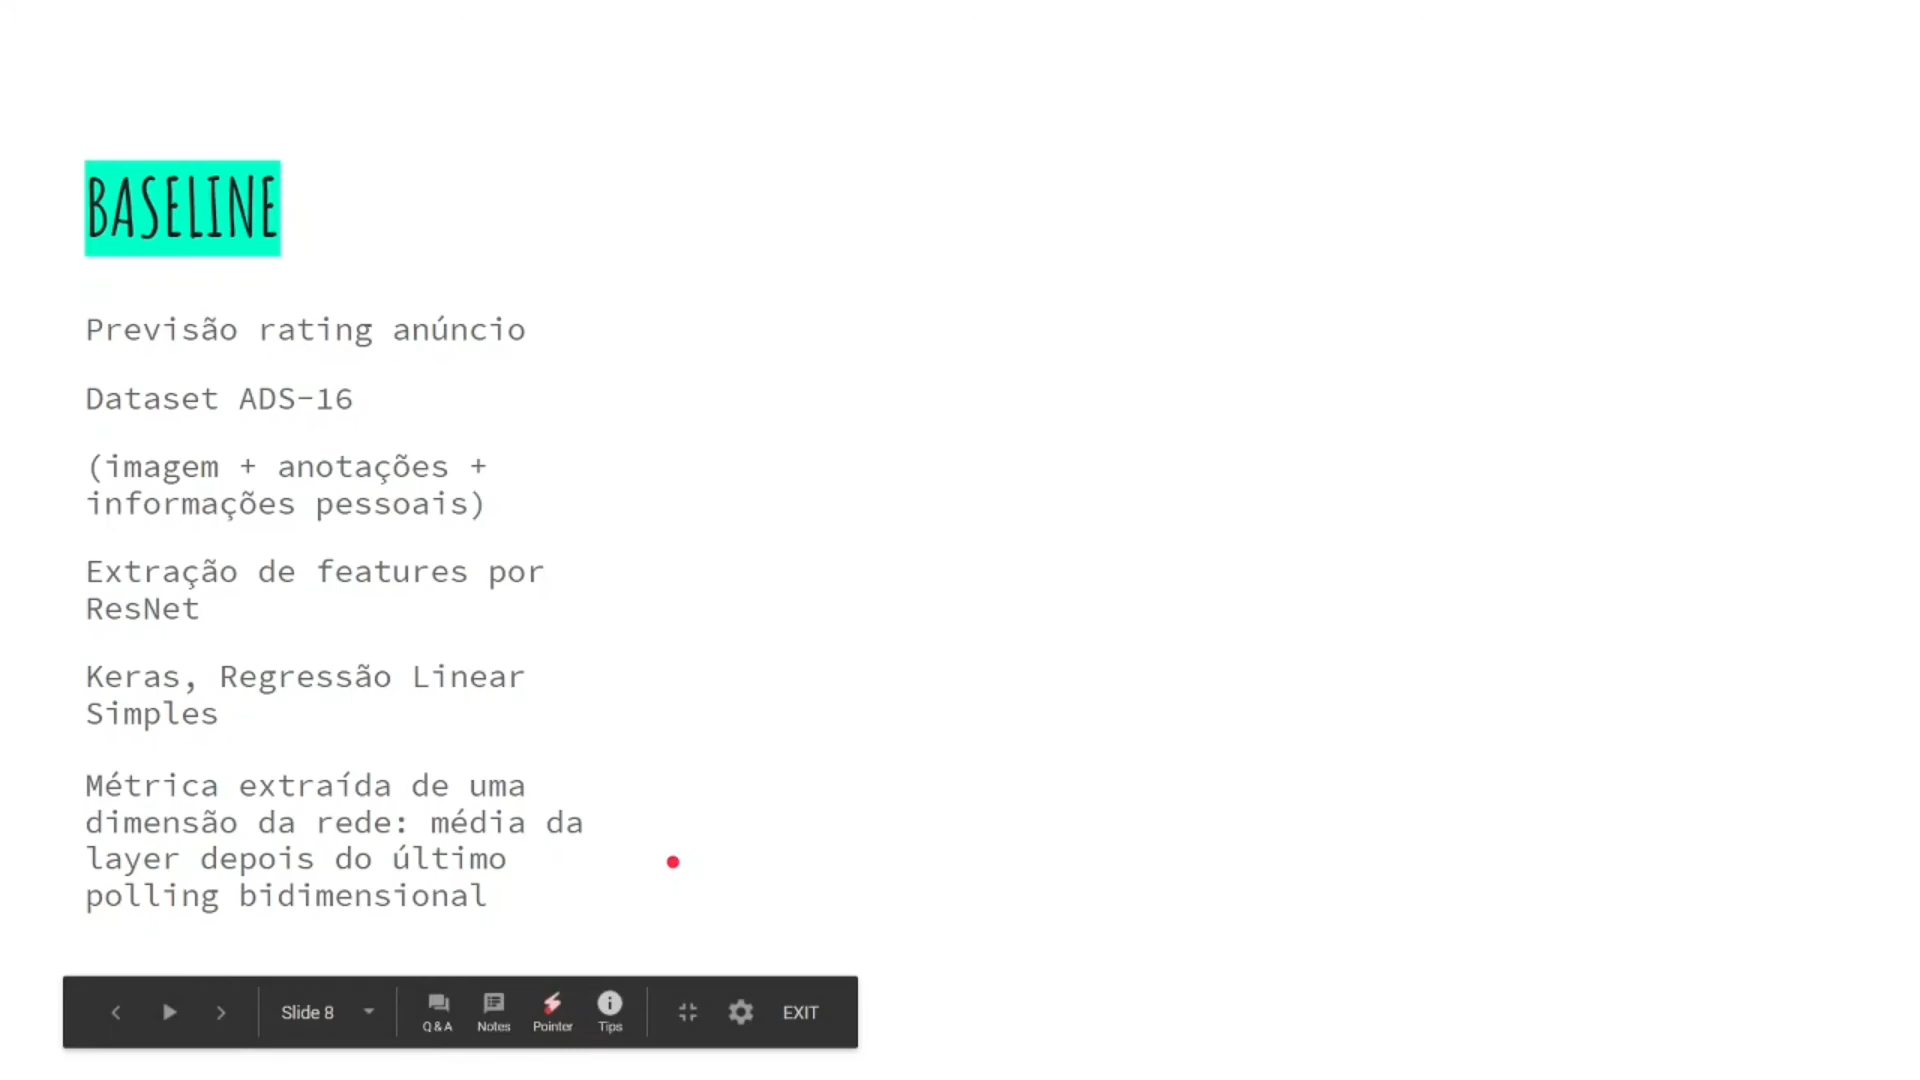 BASELINE
Previsão rating anúncio
Dataset ADS-16
(imagem + anotações +
informações pessoais)
Extração de features por
ResNet
Keras, Regressão Linear
Simples
Métrica extraída de uma
dimensão da rede: média da
layer depois do último
polling bidimensional
Slide 8
Q & A
Notes
Pointer
Tips
EXIT